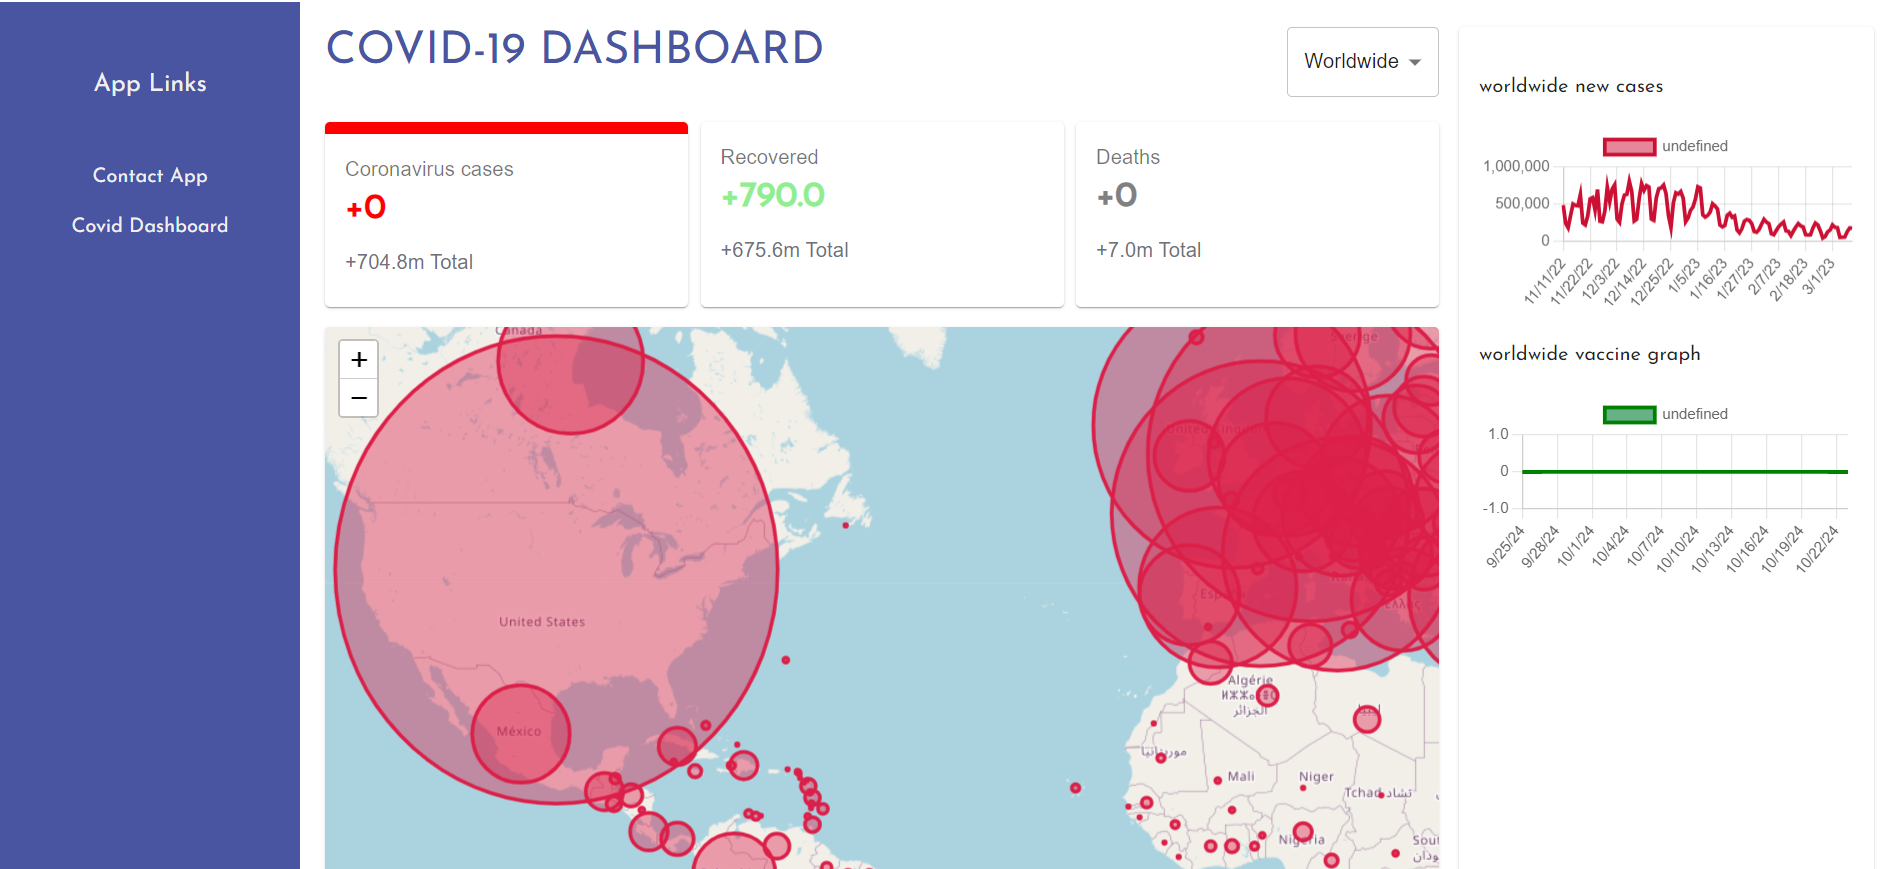 App Links
Contact App
Covid Dashboard
COVID-19 DASHBOARD
Worldwide
Coronavirus cases
+0
+704.8m Total
Recovered
+790.0
+675.6m Total
Deaths
+0
+7.0m Total
+
−
Canada
United States
México
Sverige
United Kingdom
Algérie
الجزائر
ليبيا
موريتانيا
Mali
Niger
Tchad تشاد
Nigeria
worldwide new cases
undefined
1,000,000
500,000
0
11/11/22
11/22/22
12/3/22
12/14/22
12/25/22
1/5/23
1/16/23
1/27/23
2/7/23
2/18/23
3/1/23
worldwide vaccine graph
undefined
1.0
0
-1.0
9/25/24
9/28/24
10/1/24
10/4/24
10/7/24
10/10/24
10/13/24
10/16/24
10/19/24
10/22/24